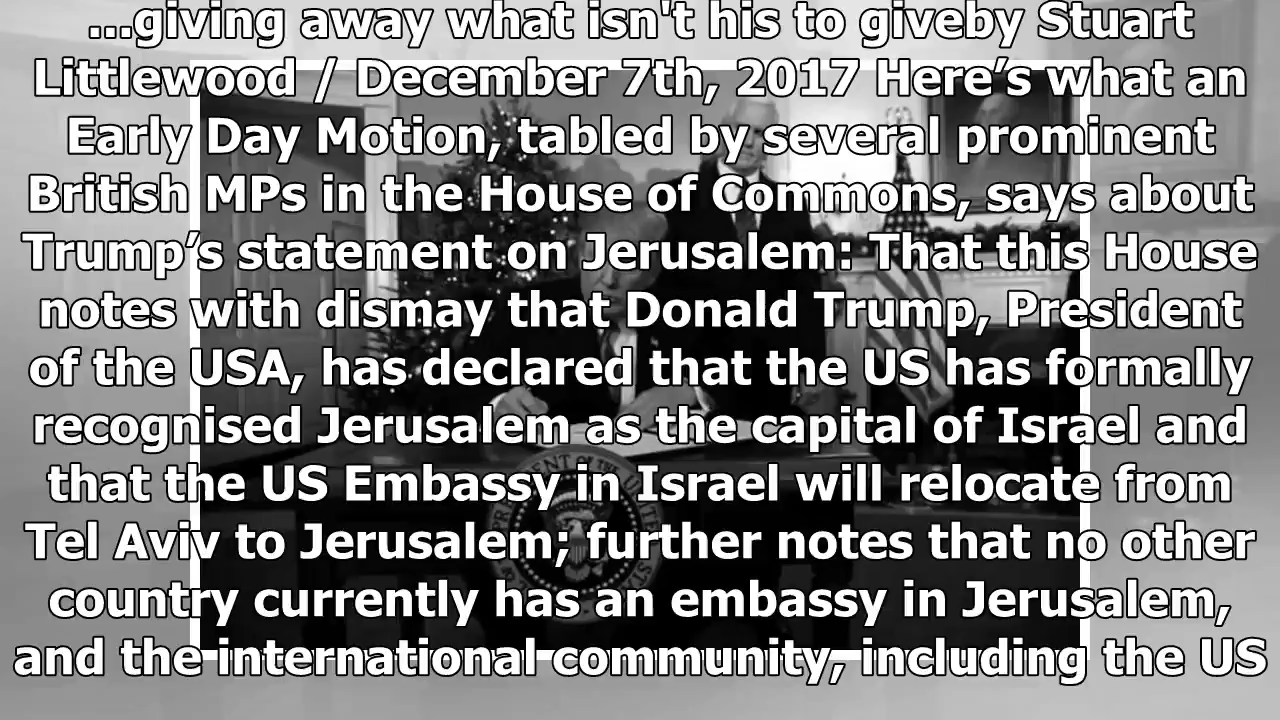 ...giving away what isn't his to giveby Stuart
Littlewood / December 7th, 2017 Here’s what an
Early Day Motion, tabled by several prominent
British MPs in the House of Commons, says about
Trump’s statement on Jerusalem: That this House
notes with dismay that Donald Trump, President
of the USA, has declared that the US has formally
recognised Jerusalem as the capital of Israel and
that the US Embassy in Israel will relocate from
Tel Aviv to Jerusalem; further notes that no other
country currently has an embassy in Jerusalem,
and the international community, including the US